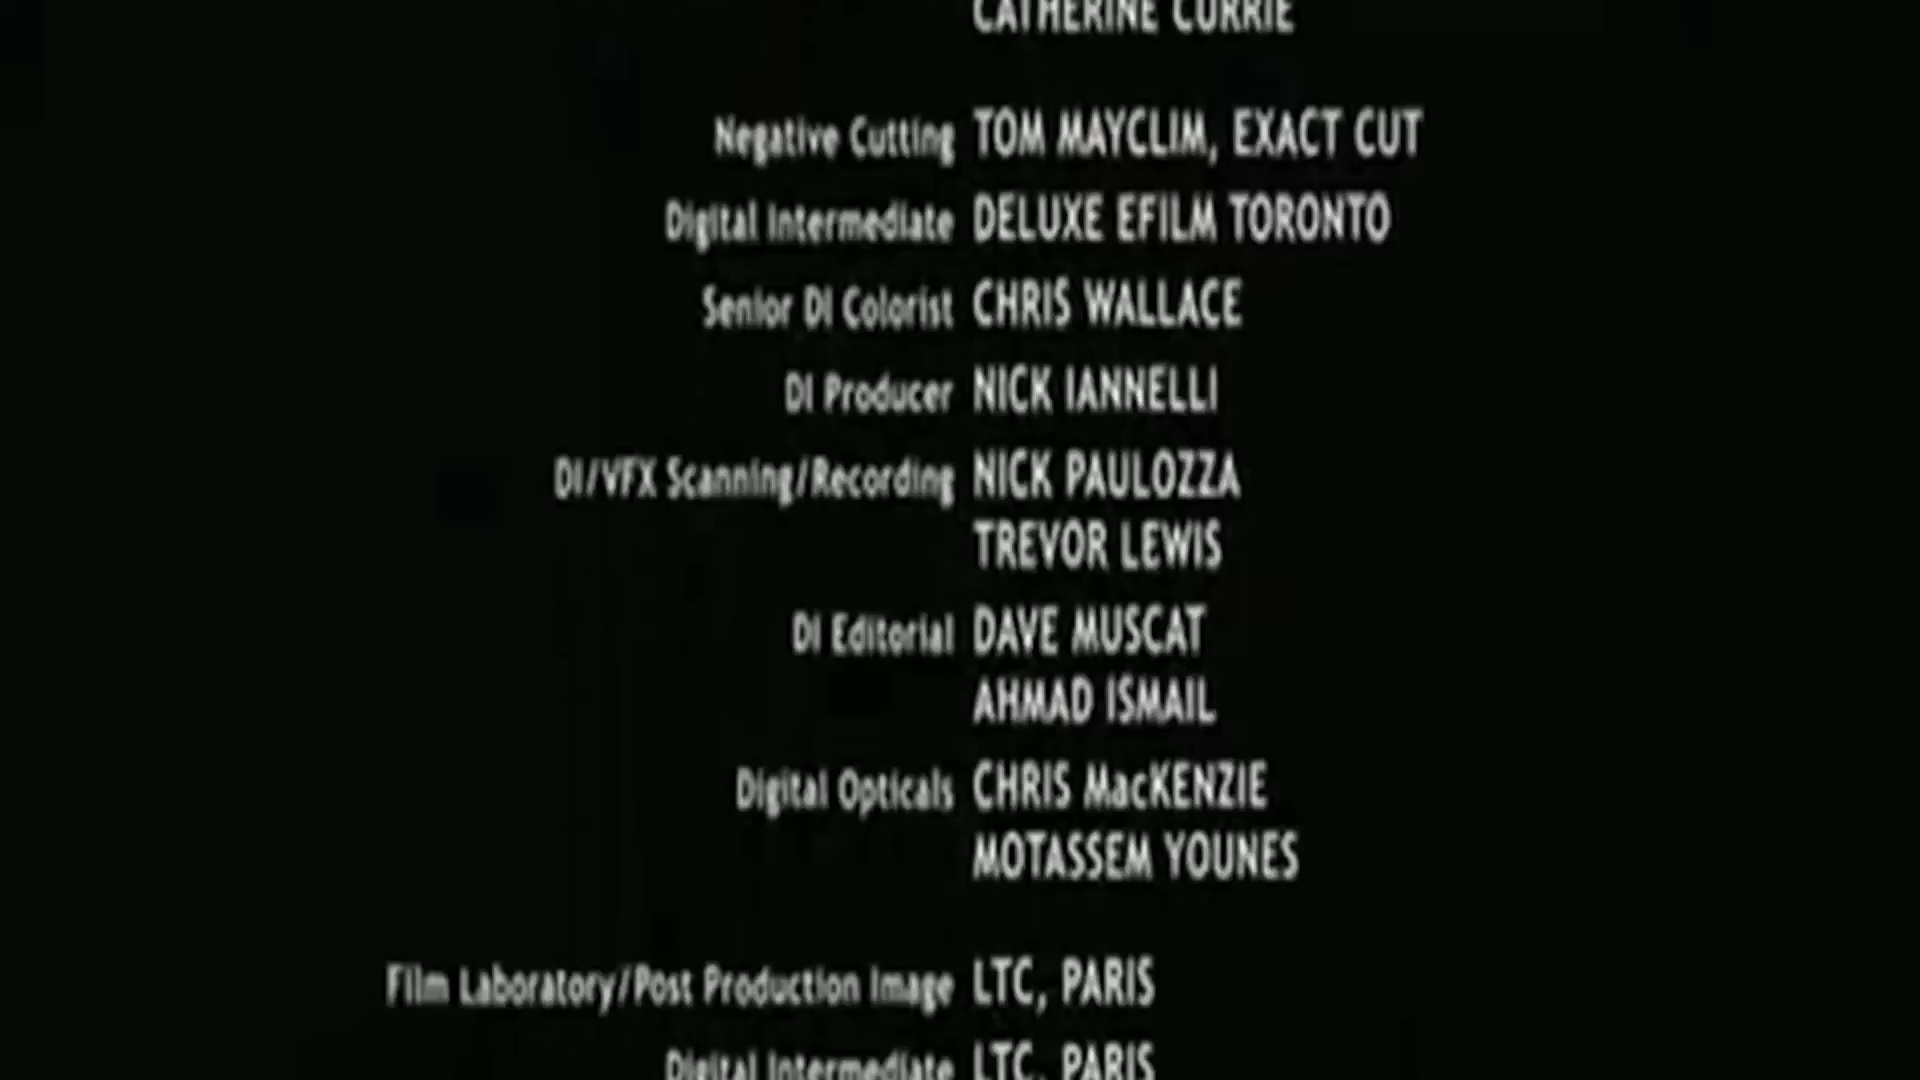 CATHERINE CURRIE
Negative Cutting TOM MAYCLIM, EXACT CUT
Digital Intermediate DELUXE EFILM TORONTO
Senior DI Colorist CHRIS WALLACE
DI Producer NICK IANNELLI
DI/VFX Scanning/Recording NICK PAULOZZA
TREVOR LEWIS
DI Editorial DAVE MUSCAT
AHMAD ISMAIL
Digital Opticals CHRIS MacKENZIE
MOTASSEM YOUNES
Film Laboratory/Post Production Image LTC, PARIS
Digital Intermediate LTC, PARIS